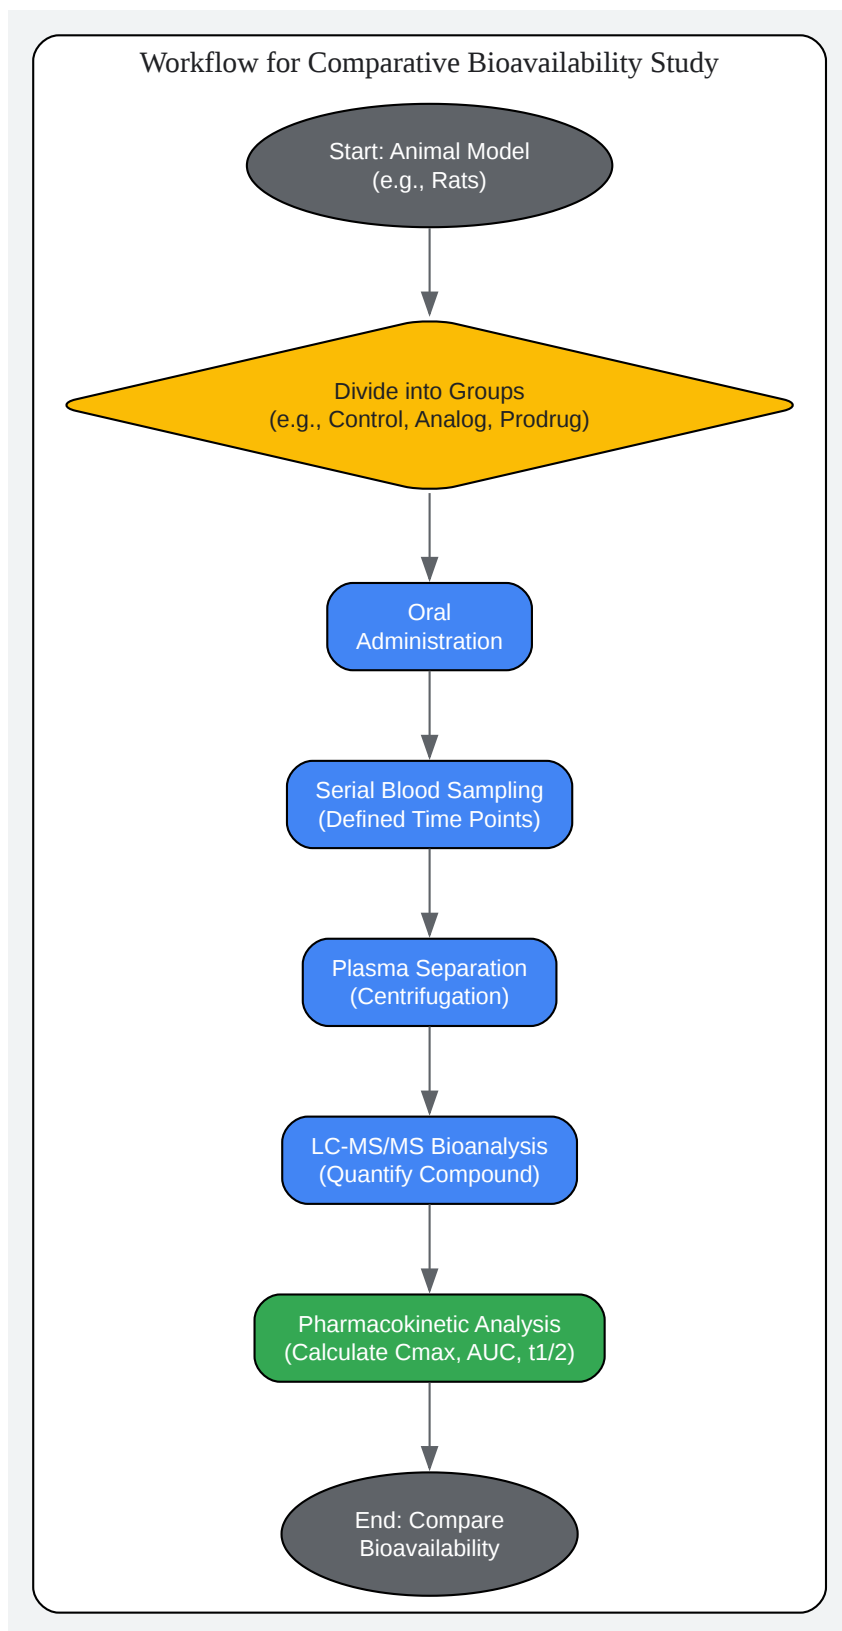 Workflow for Comparative Bioavailability Study
Start: Animal Model
(e.g., Rats)
Divide into Groups
(e.g., Control, Analog, Prodrug)
Oral
Administration
Serial Blood Sampling
(Defined Time Points)
Plasma Separation
(Centrifugation)
LC-MS/MS Bioanalysis
(Quantify Compound)
Pharmacokinetic Analysis
(Calculate Cmax, AUC, t1/2)
End: Compare
Bioavailability